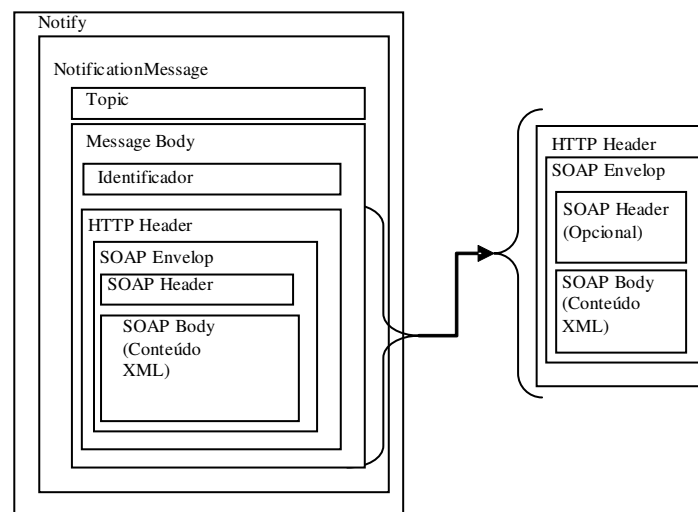 Notify
NotificationMessage
Topic
Message Body
Identificador
HTTP Header
SOAP Envelop
SOAP Header
SOAP Body
(Conteúdo
XML)
HTTP Header
SOAP Envelop
SOAP Header
(Opcional)
SOAP Body
(Conteúdo
XML)